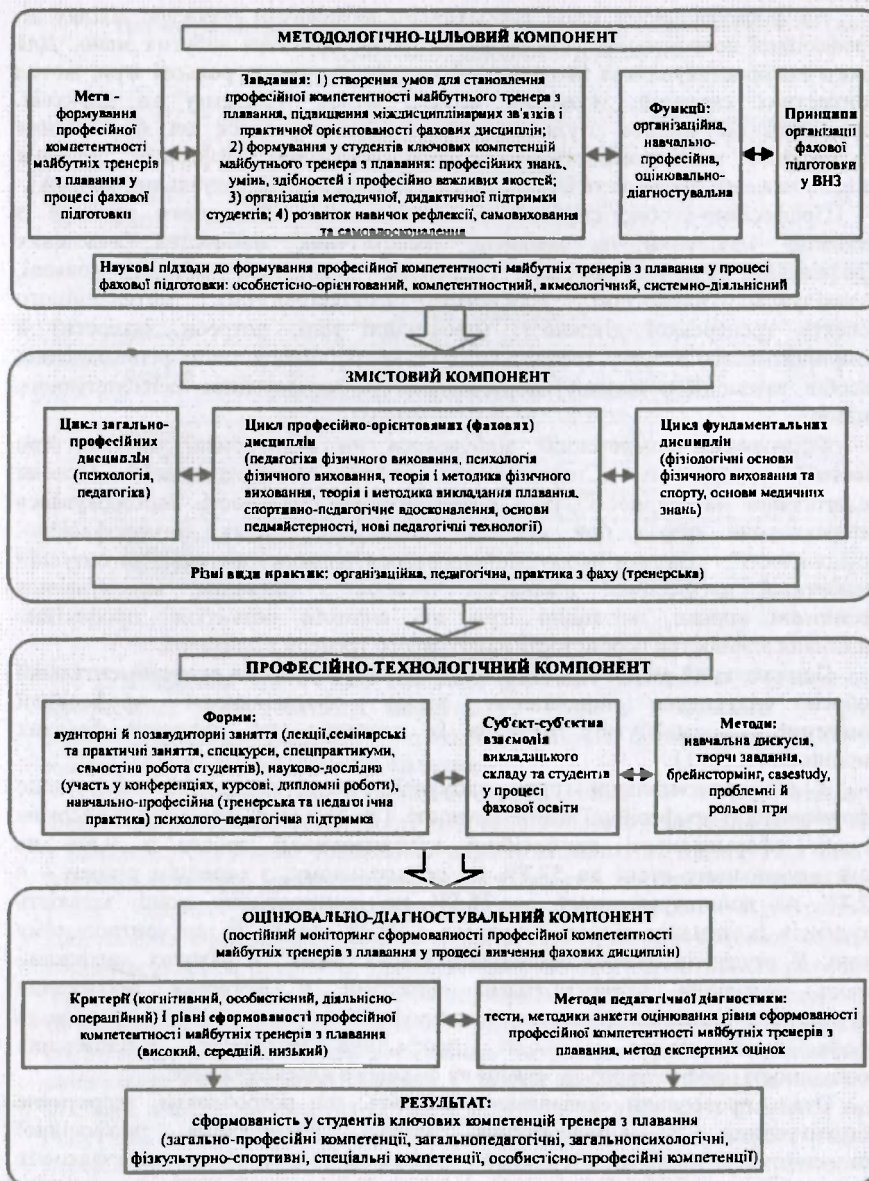 МЕТОДОЛОГІЧНО-ЦІЛЬОВИЙ КОМПОНЕНТ
Мета -
формування
професійної
компетентності
майбутніх тренерів
з плавання у
процесі фахової
підготовки
Завдання: 1) створення умов для становлення
професійної компетентності майбутнього тренера з
плавання, підвищення міждисциплінарних зв'язків і
практичної орієнтованості фахових дисциплін;
2) формування у студентів ключових компетенцій
майбутнього тренера з плавання професійних знань,
умінь, здібностей і професійно важливих якостей;
3) організація методичної, дидактичної підтримки
студентів; 4) розвиток навичок рефлексії, самовиховання
та самовдосконалення
Функції:
організаційна,
навчально-
професійна,
оцінювально-
діагностувальна
Принципи
організації
фахової
підготовки
у ВНЗ
Наукові підходи до формування професійної компетентності майбутніх тренерів з плавання у процесі
фахової підготовки: особистісно-орієнтований, компетентностний, акмеологічний, системно-діяльнісний
ЗМІСТОВИЙ КОМПОНЕНТ
Цикл загально-
професійних
дисциплін
(психологія,
педагогіка)
Цикл професійно-орієнтованих (фахових)
дисциплін
(педагогіка фізичного виховання, психологія
фізичного виховання, теорія і методика фізичного
виховання, теорія і методика викладання плавання,
спортивно-педагогічне вдосконалення, основи
педмайстерності, нові педагогічні технології)
Цикл фундаментальних
дисциплін
(фізіологічні основи
фізичного виховання та
спорту, основи медичних
знань)
Різні види практик: організаційна, педагогічна, практика з фаху (тренерська)
ПРОФЕСІЙНО-ТЕХНОЛОГІЧНИЙ КОМПОНЕНТ
Форми:
аудиторні й позааудиторні заняття (лекції,семінарські
та практичні заняття, спецкурси, спецпрактикуми,
самостійна робота студентів), науково-дослідна
(участь у конференціях, курсові, дипломні роботи),
навчально-професійна (тренерська та педагогічна
практика) психолого-педагогічна підтримка
Суб'єкт-суб'єктна
взаємодія
викладацького
складу та студентів
у процесі
фахової освіти
Методи:
навчальна дискусія,
творчі завдання,
брейнстормінг, casestudy,
проблемні й
рольові ігри
ОЦІНЮВАЛЬНО-ДІАГНОСТУВАЛЬНИЙ КОМПОНЕНТ
(постійний моніторинг сформованості професійної компетентності
майбутніх тренерів з плавання у процесі вивчення фахових дисциплін)
Критерії (когнитивний, особистісний, діяльнісно-
операційний) і рівні сформованості професійної
компетентності майбутніх тренерів з плавання
(високий, середній, низький)
Методи педагогічної діагностики:
тести, методики анкети оцінювання рівня сформованості
професійної компетентності майбутніх тренерів з
плавання, метод експертних оцінок
РЕЗУЛЬТАТ:
сформованість у студентів ключових компетенцій тренера з плавання
(загально-професійні компетенції, загальнопедагогічні, загальнопсихологічні,
фізкультурно-спортивні, спеціальні компетенції, особистісно-професійні компетенції)